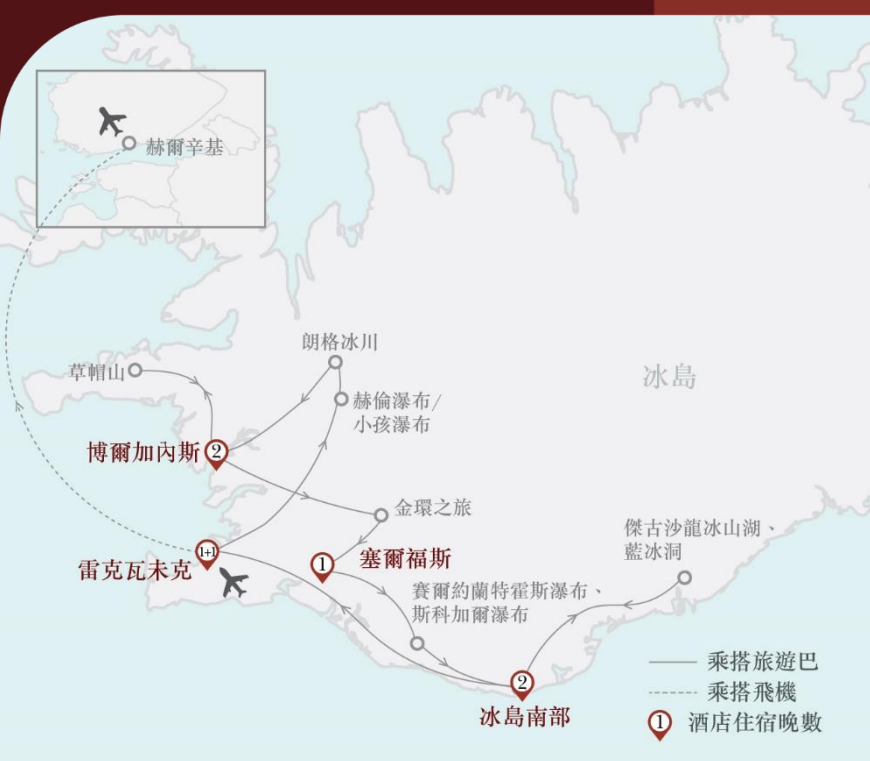 赫爾辛基
朗格冰川
草帽山
冰島
赫倫瀑布/
小孩瀑布
博爾加內斯
2
金環之旅
傑古沙龍冰山湖、
藍冰洞
1+1
雷克瓦未克
1
塞爾福斯
賽爾約蘭特霍斯瀑布、
斯科加爾瀑布
2
冰島南部
乘搭旅遊巴
乘搭飛機
1 酒店住宿晚數